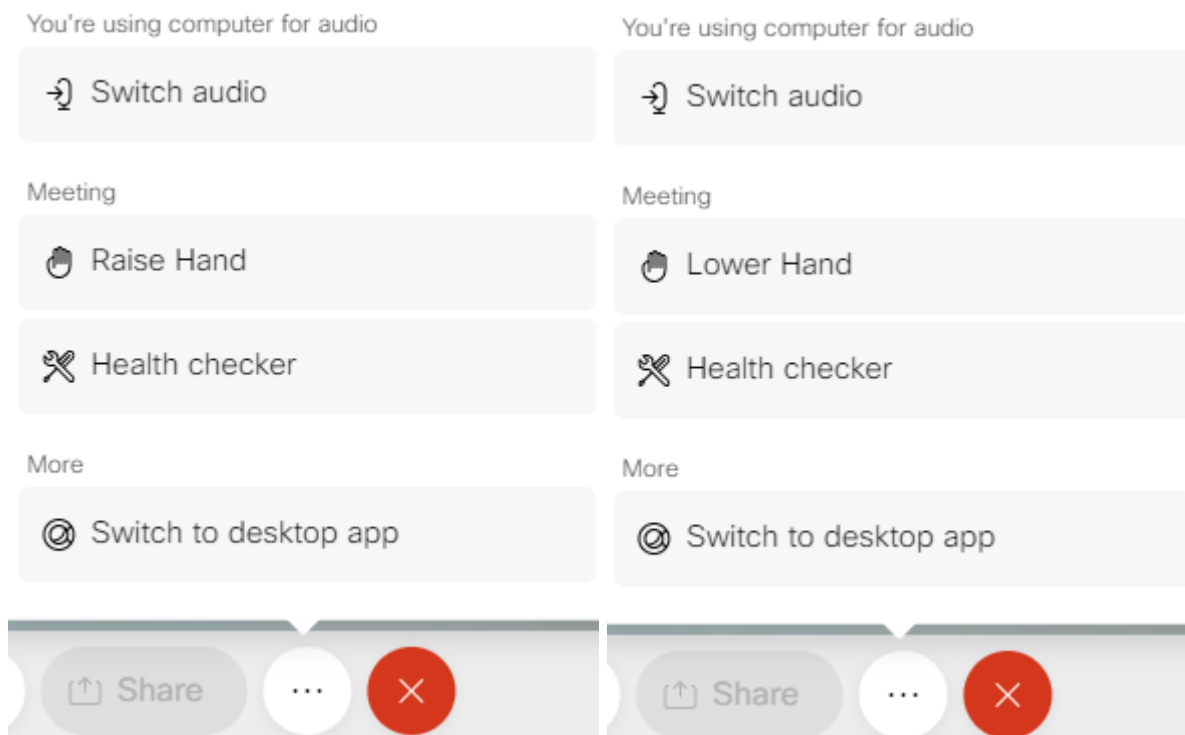 You're using computer for audio
Switch audio
Meeting
Raise Hand
Health checker
More
Switch to desktop app
Share
You're using computer for audio
Switch audio
Meeting
Lower Hand
Health checker
More
Switch to desktop app
Share